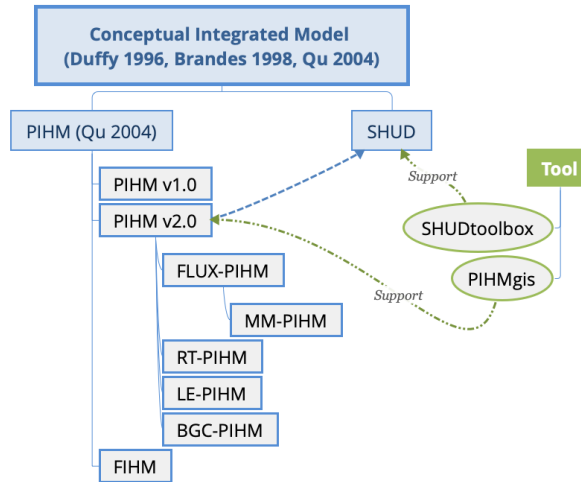 Conceptual Integrated Model
(Duffy 1996, Brandes 1998, Qu 2004)
PIHM (Qu 2004)
SHUD
Tool
Support
PIHM v1.0
PIHM v2.0
SHUDtoolbox
FLUX-PIHM
PIHMgis
Support
MM-PIHM
RT-PIHM
LE-PIHM
BGC-PIHM
FIHM